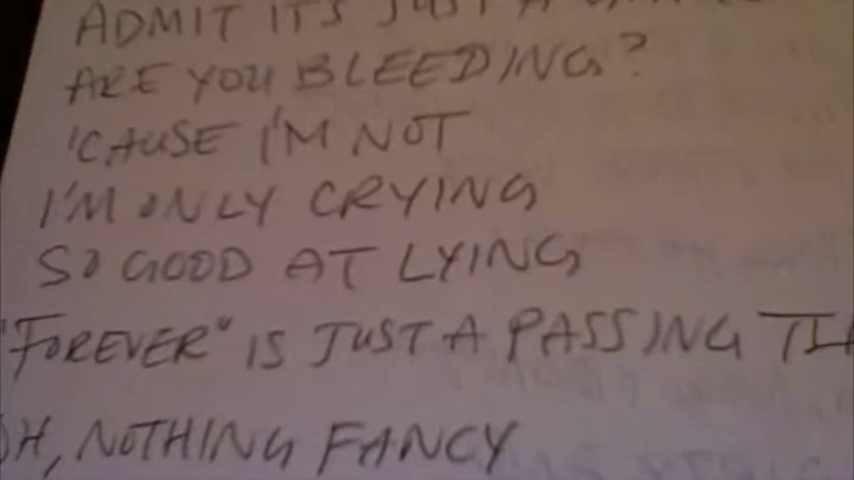 ADMIT IT'S JUST A
ARE YOU BLEEDING?
'CAUSE I'M NOT
I'M ONLY CRYING
SO GOOD AT LYING
"FOREVER" IS JUST A PASSING
OH, NOTHING FANCY